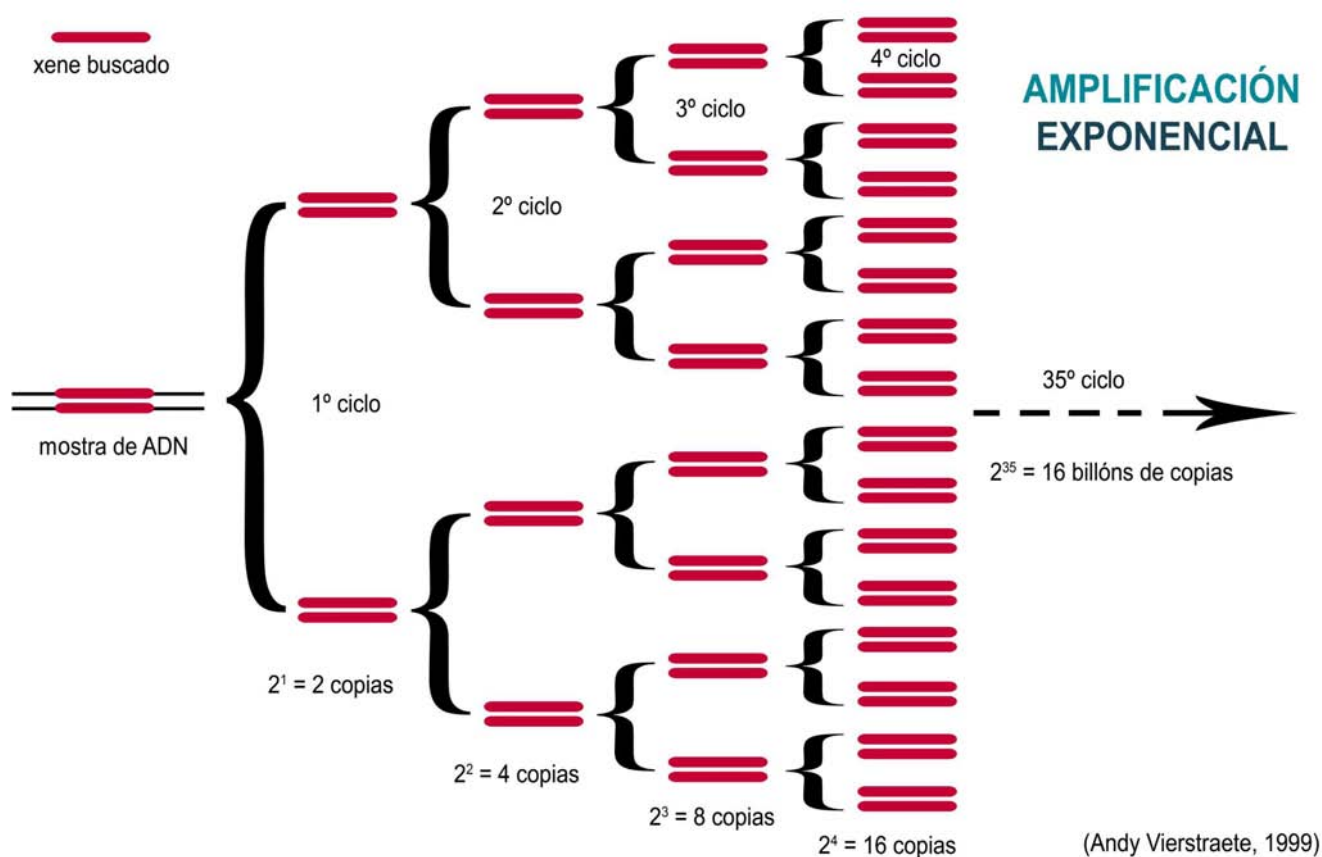 xene buscado
4º ciclo
AMPLIFICACIÓN
EXPONENCIAL
3º ciclo
2º ciclo
1º ciclo
35º ciclo
mostra de ADN
2³⁵ = 16 billóns de copias
2¹ = 2 copias
2² = 4 copias
2³ = 8 copias
2⁴ = 16 copias
(Andy Vierstraete, 1999)